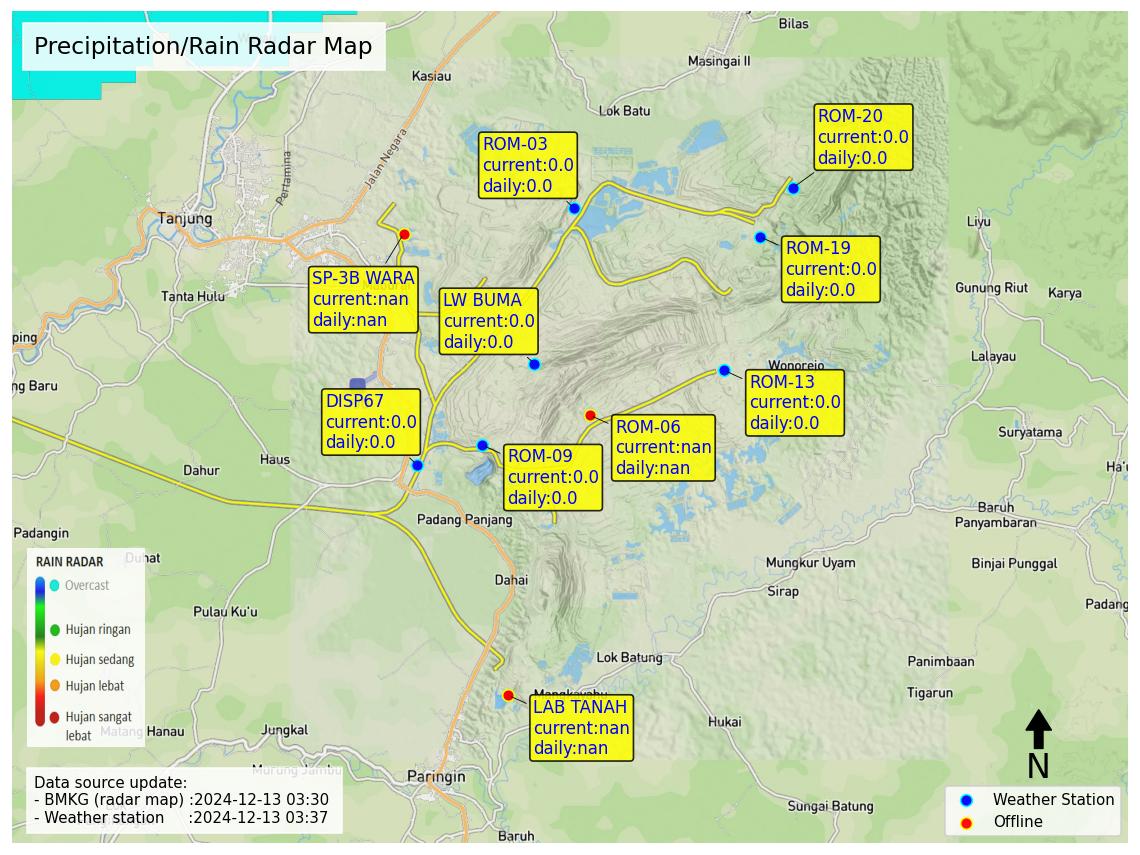 Precipitation/Rain Radar Map
Bilas
Masingai II
Kasiau
Lok Batu
Jalan Negara
Pertamina
Tanjung
Tanta Hulu
ROM-03
current:0.0
daily:0.0
ROM-20
current:0.0
daily:0.0
ROM-19
current:0.0
daily:0.0
SP-3B WARA
current:nan
daily:nan
LW BUMA
current:0.0
daily:0.0
Liyu
Gunung Riut
Karya
Lalayau
ping
ng Baru
Wonorejo
ROM-13
current:0.0
daily:0.0
DISP67
current:0.0
daily:0.0
ROM-06
current:nan
daily:nan
ROM-09
current:0.0
daily:0.0
Suryatama
Ha'u
Haus
Dahur
Padang Panjang
Baruh
Panyambaran
Padangin
Duhat
Binjai Punggal
Mungkur Uyam
Sirap
Dahai
Padang
Pulau Ku'u
RAIN RADAR
Overcast
Hujan ringan
Hujan sedang
Hujan lebat
Hujan sangat
lebat
Lok Batung
Panimbaan
Tigarun
Mangkayahu
LAB TANAH
current:nan
daily:nan
Hukai
Matang Hanau
Jungkal
Murung Jambu
Paringin
Sungai Batung
Baruh
Data source update:
- BMKG (radar map) :2024-12-13 03:30
- Weather station :2024-12-13 03:37
N
Weather Station
Offline